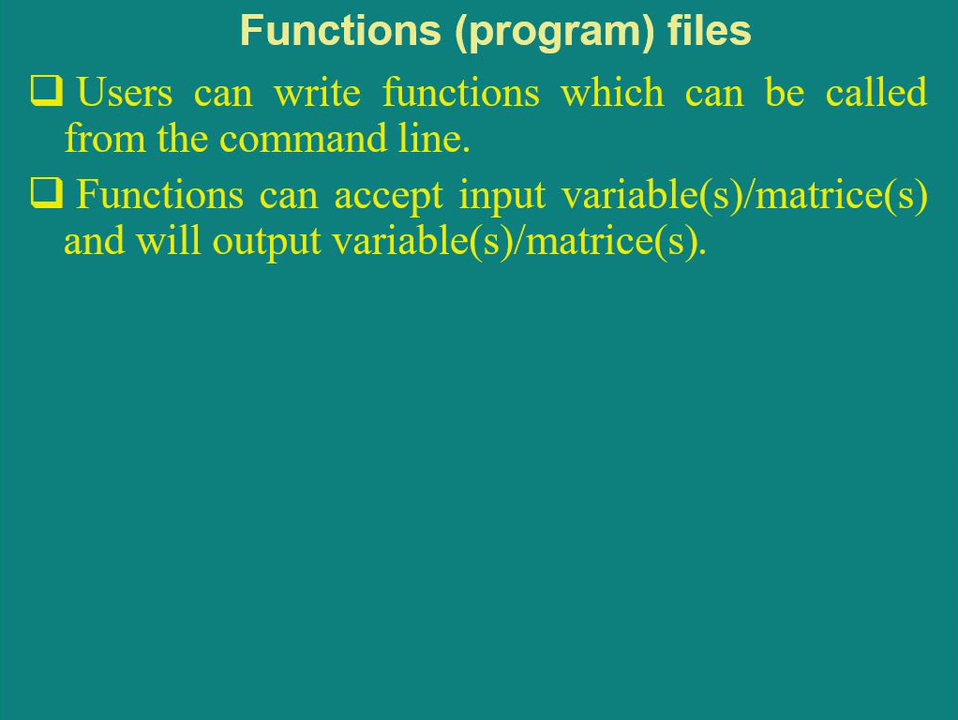 Functions (program) files
❑ Users can write functions which can be called
from the command line.
❑ Functions can accept input variable(s)/matrice(s)
and will output variable(s)/matrice(s).